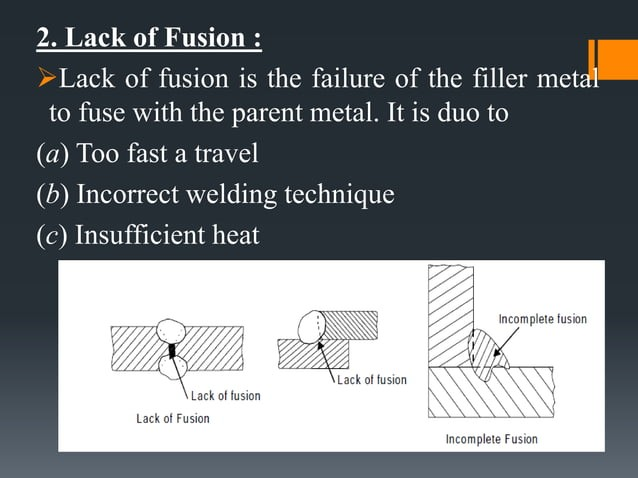 2. Lack of Fusion :
➢Lack of fusion is the failure of the filler metal
to fuse with the parent metal. It is duo to
(a) Too fast a travel
(b) Incorrect welding technique
(c) Insufficient heat
Lack of fusion
Lack of Fusion
Lack of fusion
Incomplete fusion
Incomplete Fusion